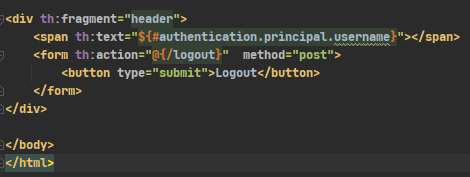 <div th:fragment="header">
<span th:text="${#authentication.principal.username}"></span>
<form th:action="@{/logout}" method="post">
<button type="submit">Logout</button>
</form>
</div>
</body>
</html>